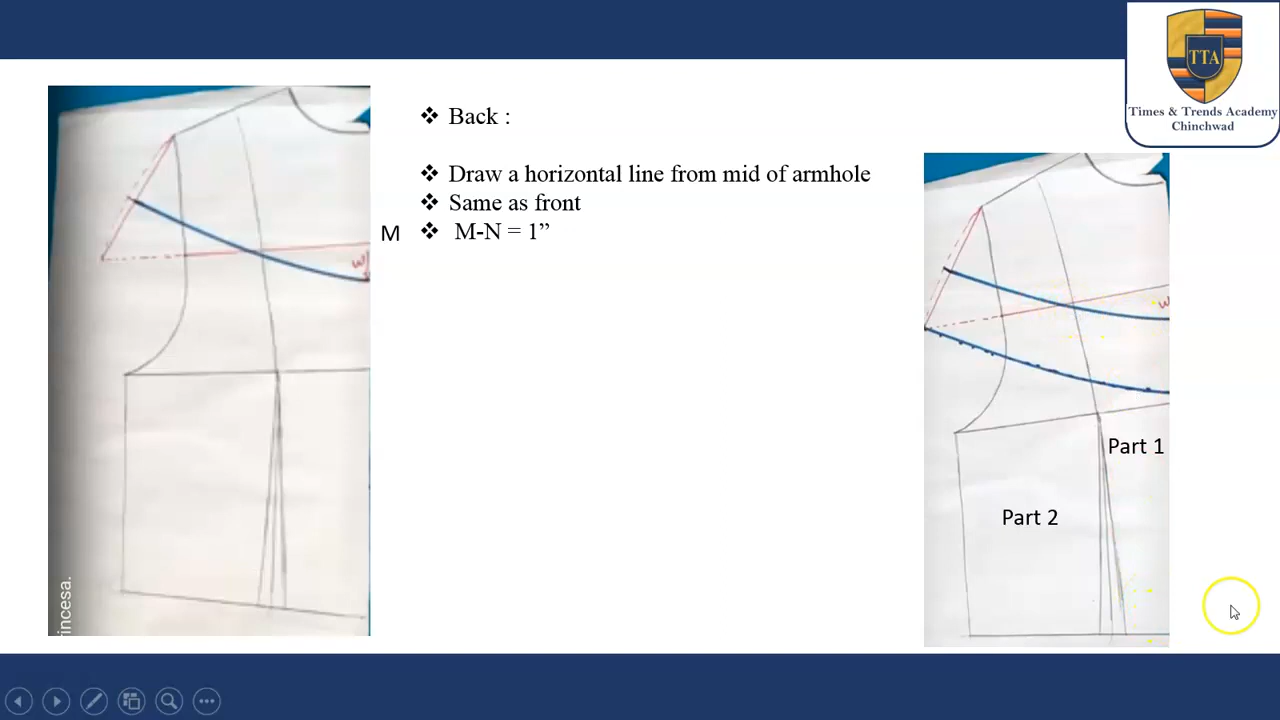 TTA
Times & Trends Academy
Chinchwad
❖ Back :
❖ Draw a horizontal line from mid of armhole
❖ Same as front
M ❖ M-N = 1”
Part 1
Part 2
incesa.